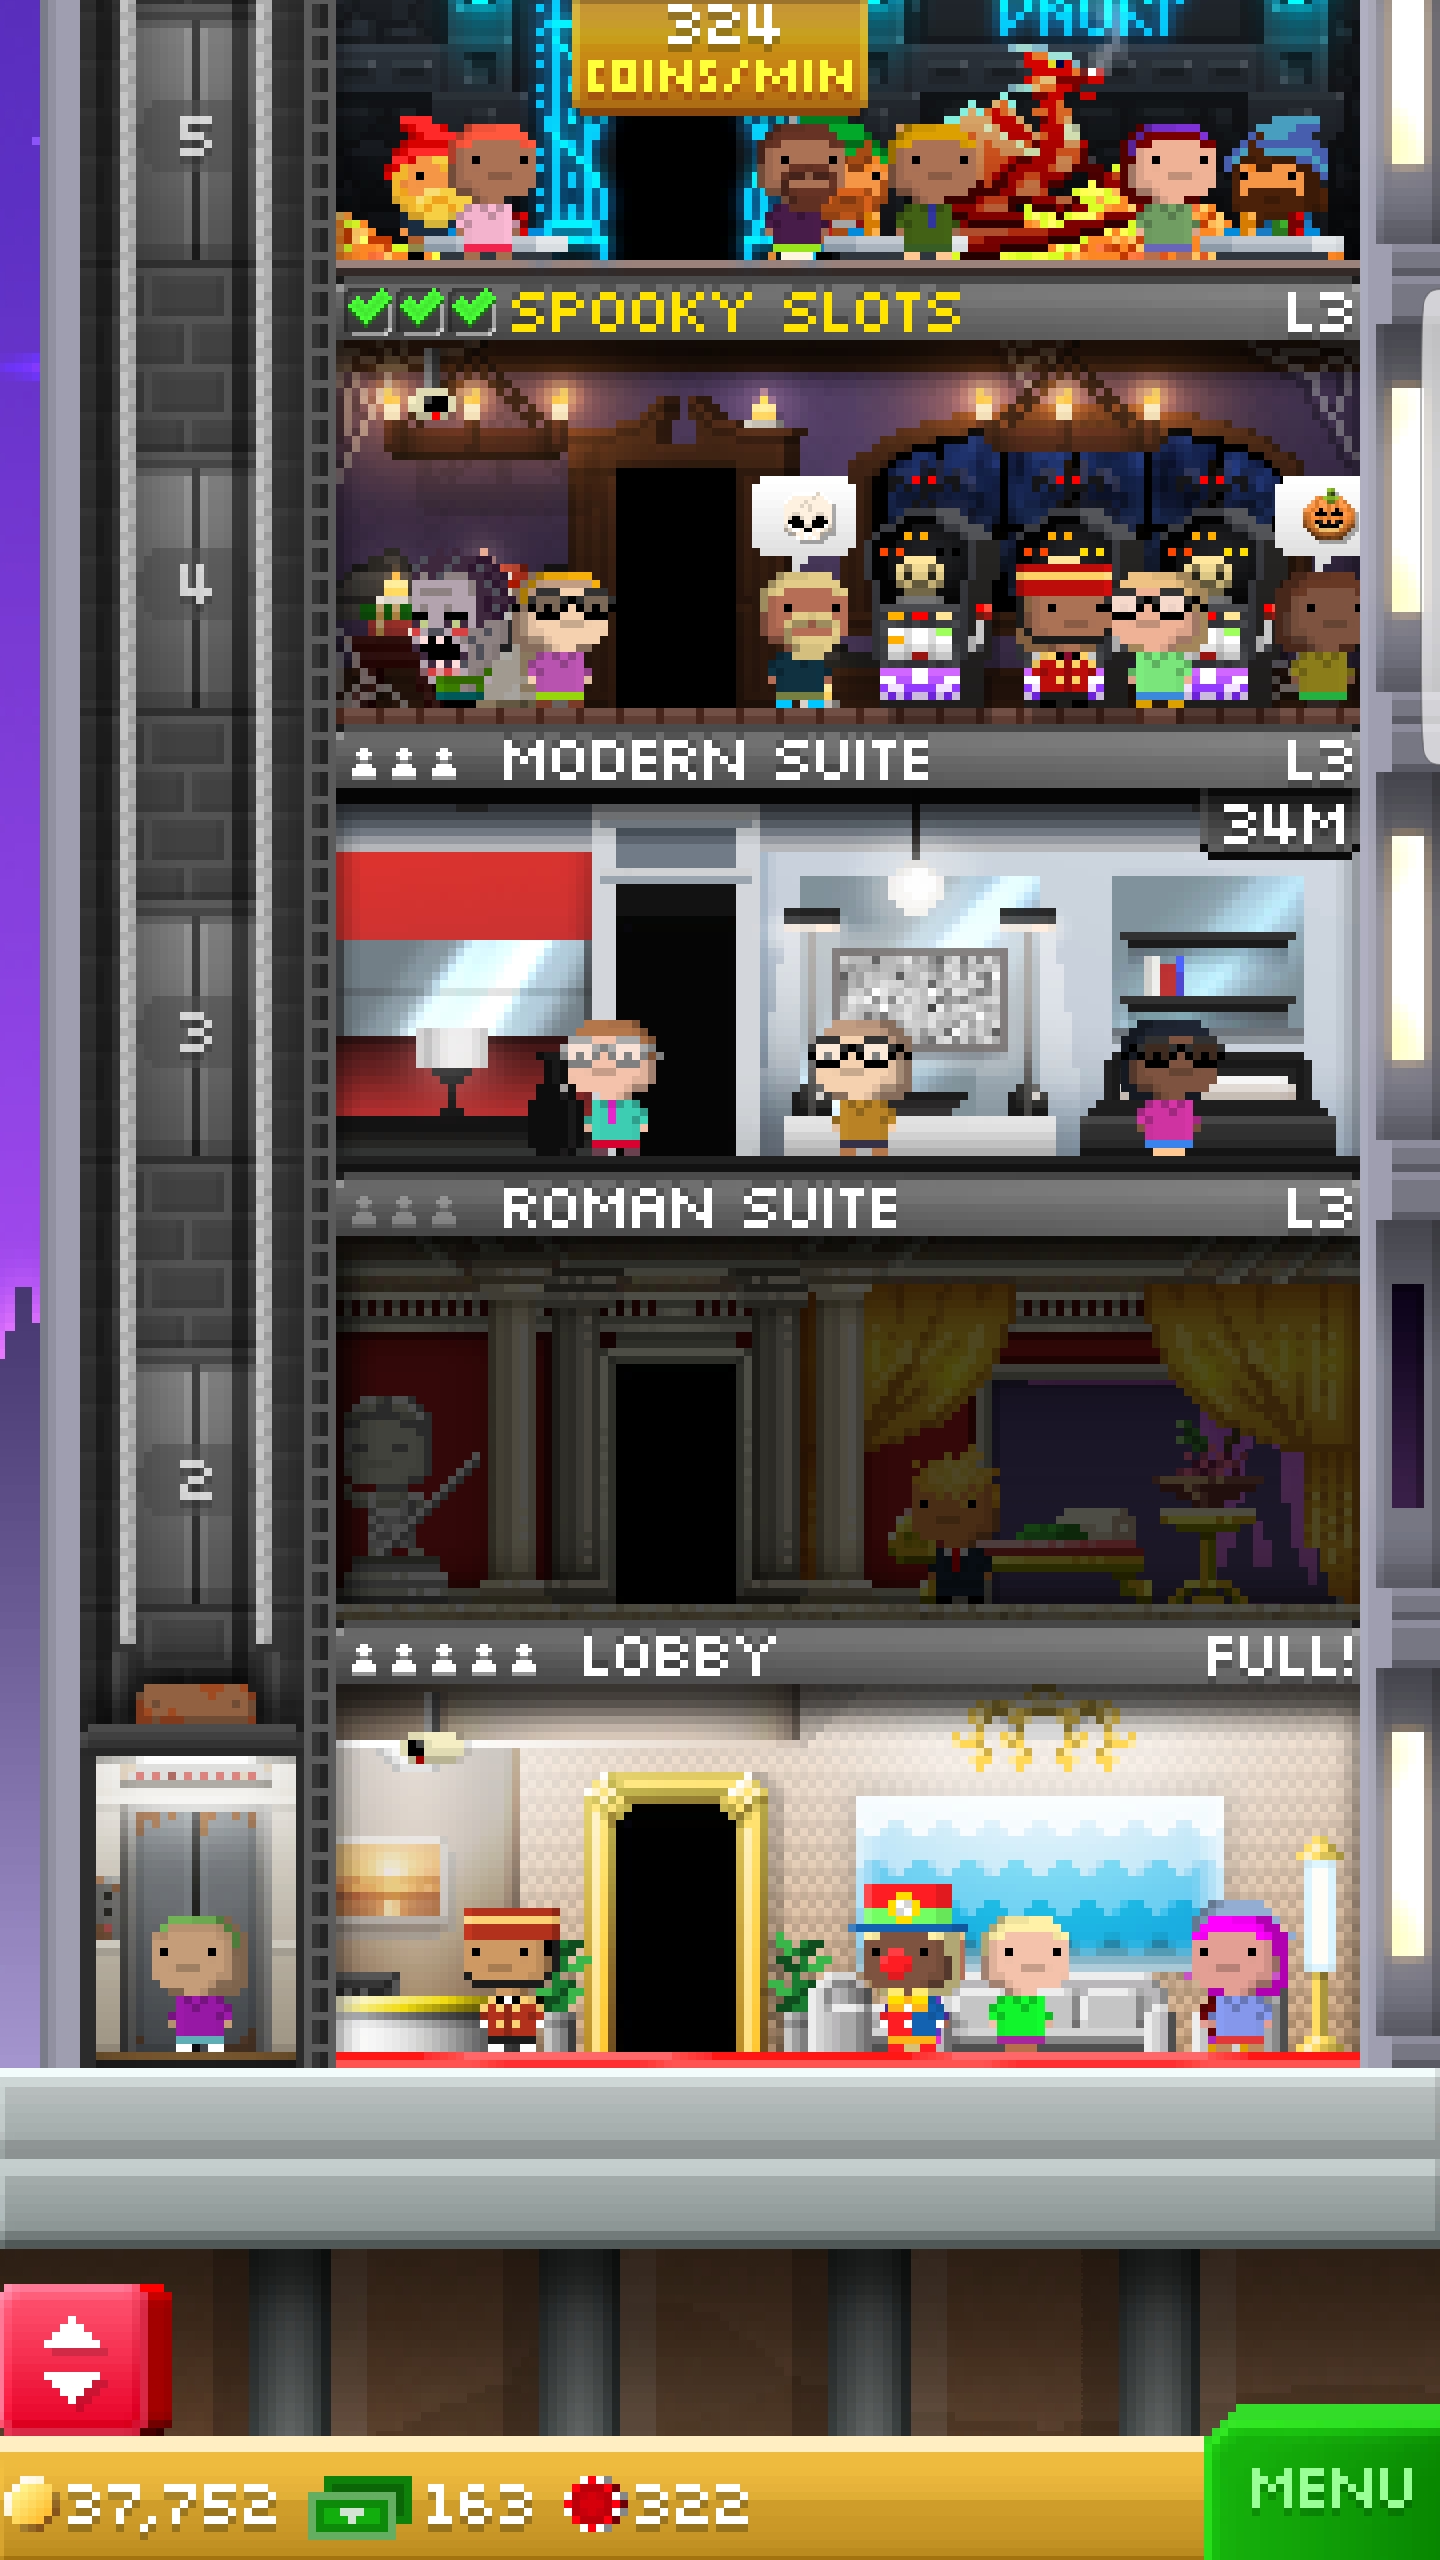 324
COINS/MIN
5
SPOOKY SLOTS L3
4
MODERN SUITE L3
34M
3
ROMAN SUITE L3
2
LOBBY FULL!
37,752 163 322
MENU